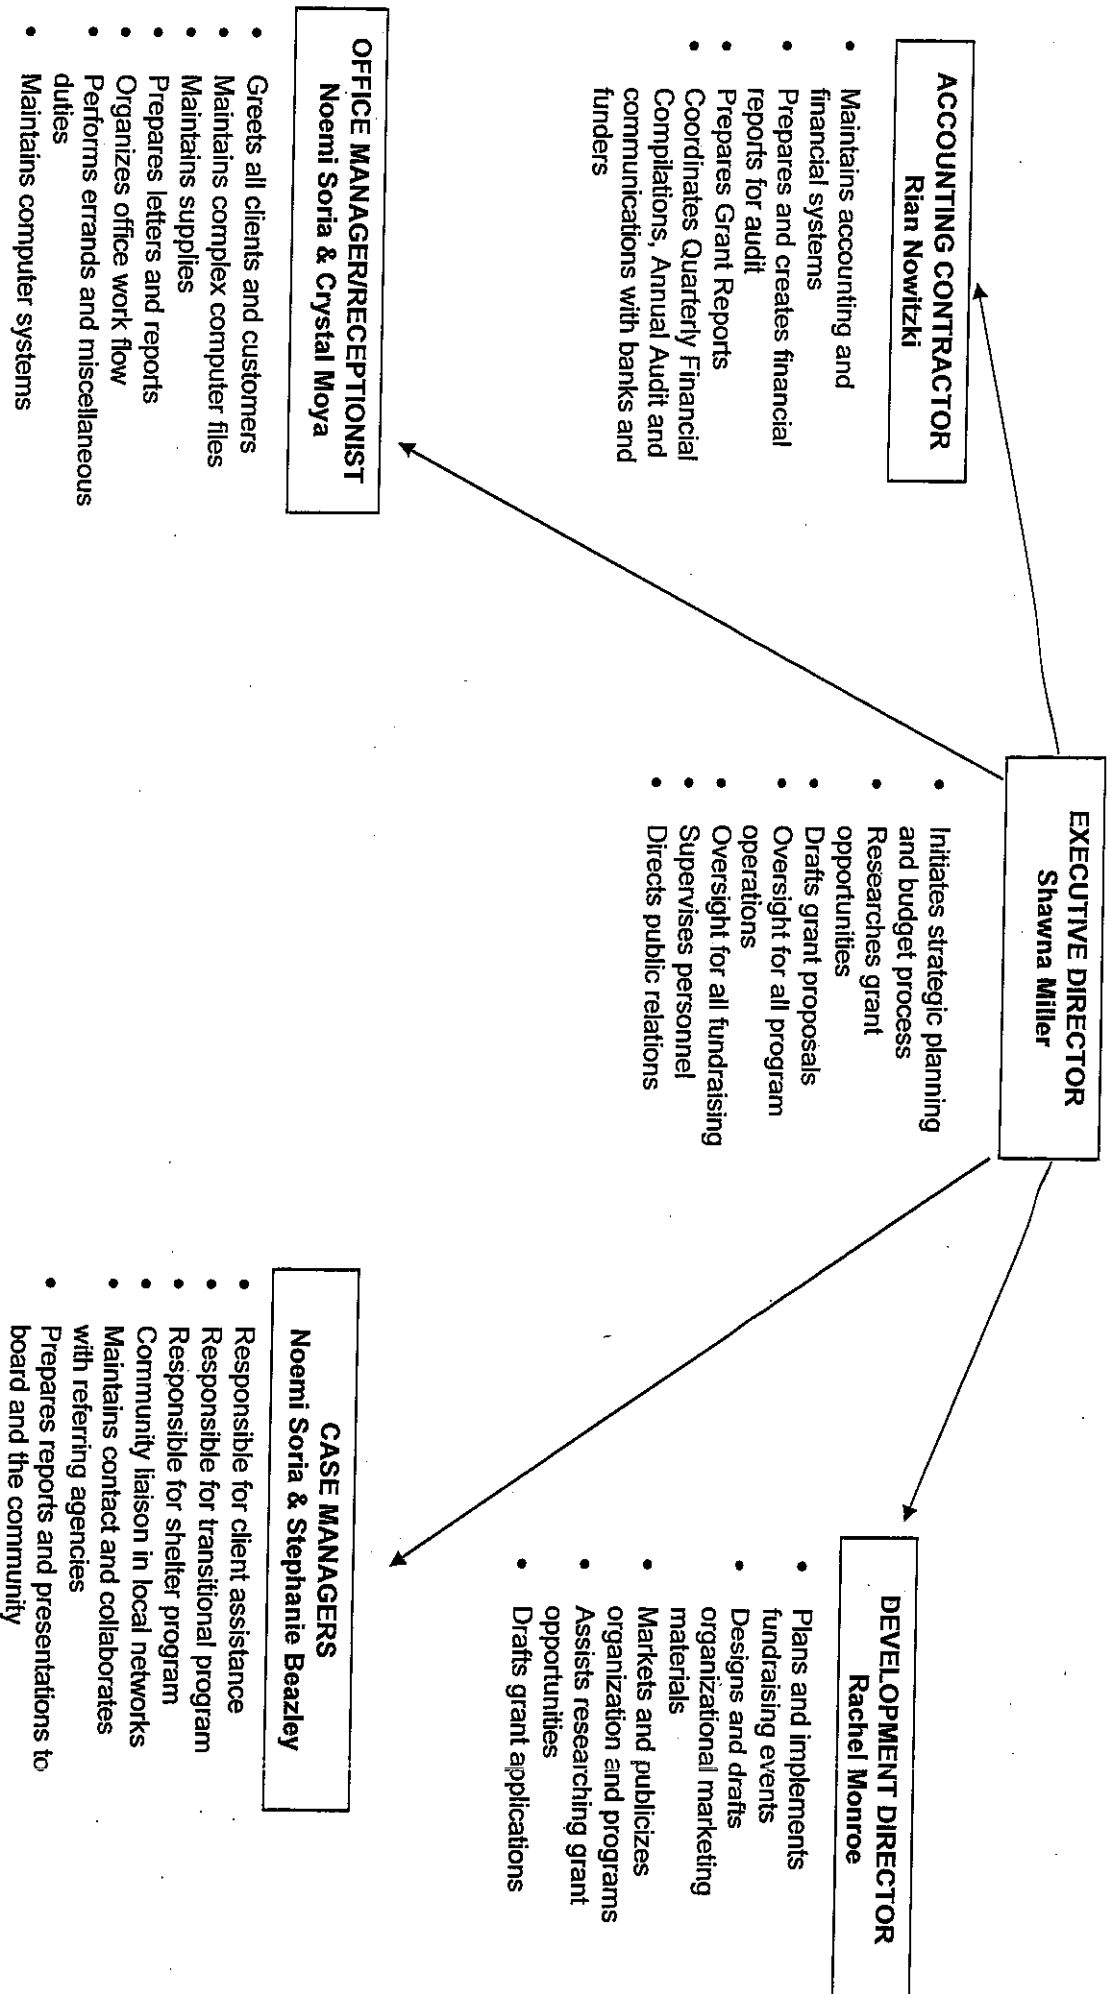 EXECUTIVE DIRECTOR
Shawna Miller
• Initiates strategic planning
and budget process
• Researches grant
opportunities
• Drafts grant proposals
• Oversight for all program
operations
• Oversight for all fundraising
• Supervises personnel
• Directs public relations
ACCOUNTING CONTRACTOR
Rian Nowitzki
• Maintains accounting and
financial systems
• Prepares and creates financial
reports for audit
• Prepares Grant Reports
• Coordinates Quarterly Financial
Compilations, Annual Audit and
communications with banks and
funders
DEVELOPMENT DIRECTOR
Rachel Monroe
• Plans and implements
fundraising events
• Designs and drafts
organizational marketing
materials
• Markets and publicizes
organization and programs
• Assists researching grant
opportunities
• Drafts grant applications
OFFICE MANAGER/RECEPTIONIST
Noemi Soria & Crystal Moya
• Greets all clients and customers
• Maintains complex computer files
• Maintains supplies
• Prepares letters and reports
• Organizes office work flow
• Performs errands and miscellaneous
duties
• Maintains computer systems
CASE MANAGERS
Noemi Soria & Stephanie Beazley
• Responsible for client assistance
• Responsible for transitional program
• Responsible for shelter program
• Community liaison in local networks
• Maintains contact and collaborates
with referring agencies
• Prepares reports and presentations to
board and the community